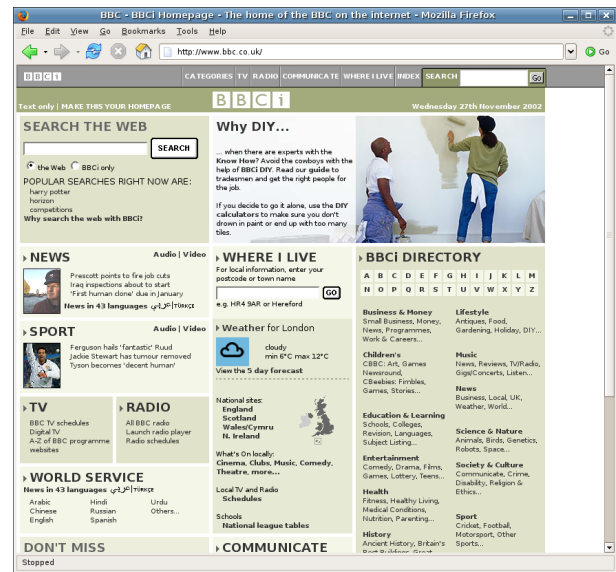 BBC - BBCi Homepage - The home of the BBC on the internet - Mozilla Firefox
File Edit View Go Bookmarks Tools Help
http://www.bbc.co.uk/
Go
BBCi
CATEGORIES TV RADIO COMMUNICATE WHERE I LIVE INDEX SEARCH Go
Text only | MAKE THIS YOUR HOMEPAGE
BBCi
Wednesday 27th November 2002
SEARCH THE WEB
SEARCH
the Web BBCi only
POPULAR SEARCHES RIGHT NOW ARE:
harry potter
horizon
competitions
Why search the web with BBCi?
Why DIY...
... when there are experts with the
Know How? Avoid the cowboys with the
help of BBCi DIY. Read our guide to
tradesmen and get the right people for
the job.
If you decide to go it alone, use the DIY
calculators to make sure you don't
drown in paint or end up with too many
tiles.
NEWS
Audio | Video
Prescott points to fire job cuts
Iraq inspections about to start
'First human clone' due in January
News in 43 languages TÜRKÇE
SPORT
Audio | Video
Ferguson hails 'fantastic' Ruud
Jackie Stewart has tumour removed
Tyson becomes 'decent human'
TV
BBC TV schedules
Digital TV
A-Z of BBC programme
websites
RADIO
All BBC radio
Launch radio player
Radio schedules
WORLD SERVICE
News in 43 languages TÜRKÇE
Arabic Hindi Urdu
Chinese Russian Others...
English Spanish
DON'T MISS
WHERE I LIVE
For local information, enter your
postcode or town name
GO
e.g. HR4 9AR or Hereford
Weather for London
cloudy
min 6°C max 12°C
View the 5 day forecast
National sites:
England
Scotland
Wales/Cymru
N. Ireland
What's On locally:
Cinema, Clubs, Music, Comedy,
Theatre, more...
Local TV and Radio
Schedules
Schools
National league tables
COMMUNICATE
BBCi DIRECTORY
A B C D E F G H I J K L M
N O P Q R S T U V W X Y Z
Business & Money
Small Business, Money,
News, Programmes,
Work & Careers...
Children's
CBBC: Art, Games
Newsround,
CBeebies: Fimbles,
Games, Stories...
Education & Learning
Schools, Colleges,
Revision, Languages,
Subject Listing...
Entertainment
Comedy, Drama, Films,
Games, Lottery, Teens...
Health
Fitness, Healthy Living,
Medical Conditions,
Nutrition, Parenting...
History
Ancient History, Britain's
Best Buildings, Great
Lifestyle
Antiques, Food,
Gardening, Holiday, DIY...
Music
News, Reviews, TV/Radio,
Gigs/Concerts, Listen...
News
Business, Local, UK,
Weather, World...
Science & Nature
Animals, Birds, Genetics,
Robots, Space...
Society & Culture
Communicate, Crime,
Disability, Religion &
Ethics...
Sport
Cricket, Football,
Motorsport, Other
Sports...
Stopped